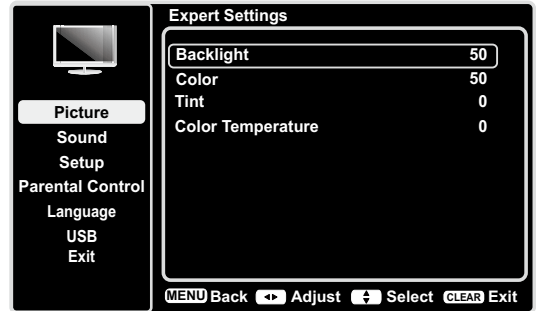 Expert Settings
Backlight 50
Color 50
Tint 0
Color Temperature 0
Picture
Sound
Setup
Parental Control
Language
USB
Exit
MENU Back Adjust Select CLEAR Exit